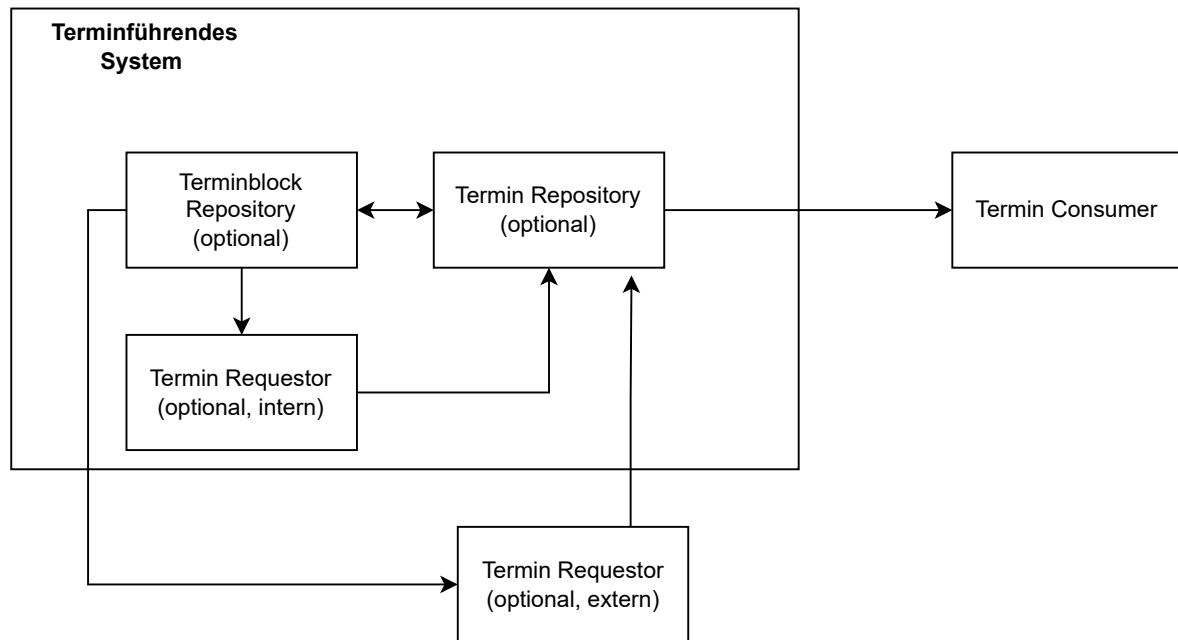 Terminführendes
System
Terminblock
Repository
(optional)
Termin Repository
(optional)
Termin Consumer
Termin Requestor
(optional, intern)
Termin Requestor
(optional, extern)